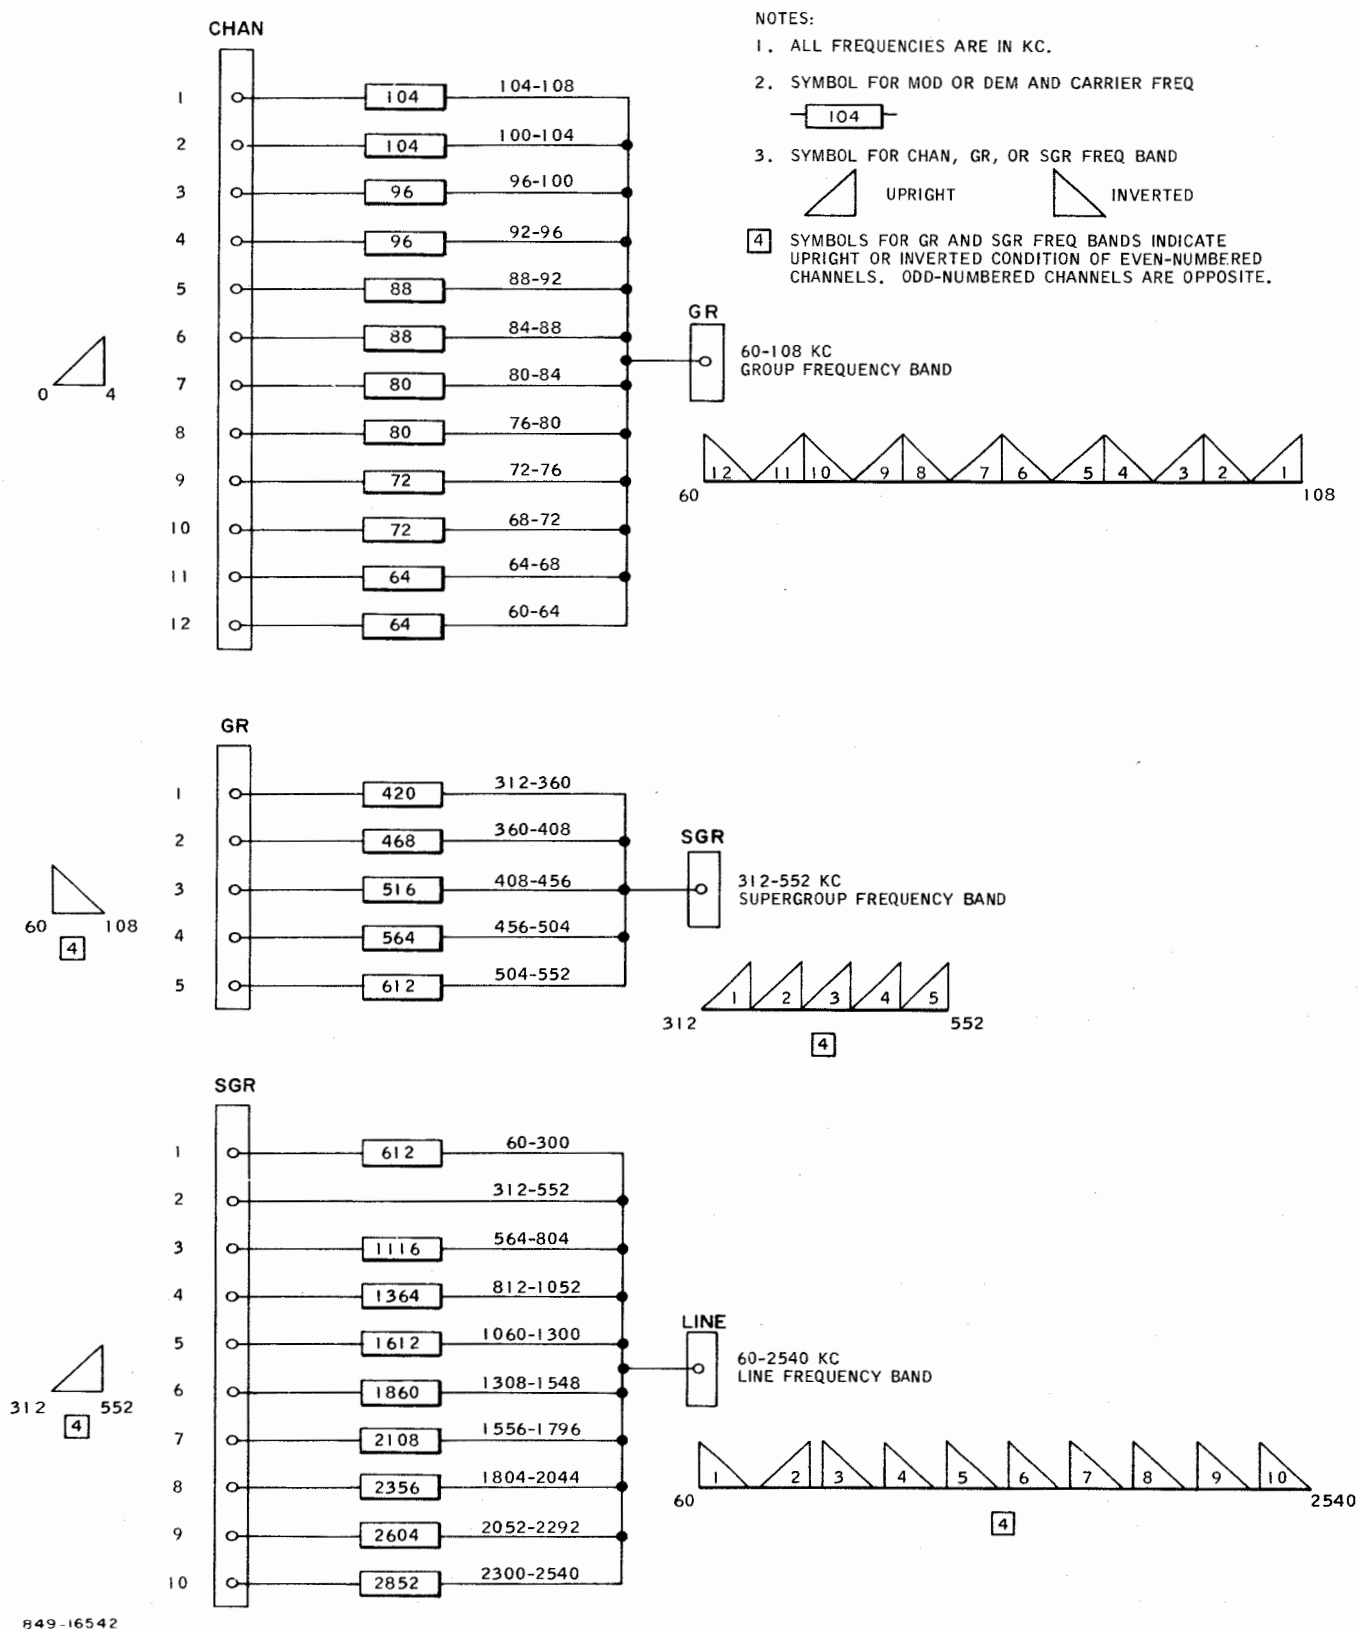 CHAN
1 104 104-108
2 104 100-104
3 96 96-100
4 96 92-96
5 88 88-92
6 88 84-88
7 80 80-84
8 80 76-80
9 72 72-76
10 72 68-72
11 64 64-68
12 64 60-64
0 4
NOTES:
1. ALL FREQUENCIES ARE IN KC.
2. SYMBOL FOR MOD OR DEM AND CARRIER FREQ
104
3. SYMBOL FOR CHAN, GR, OR SGR FREQ BAND
UPRIGHT INVERTED
4 SYMBOLS FOR GR AND SGR FREQ BANDS INDICATE
UPRIGHT OR INVERTED CONDITION OF EVEN-NUMBERED
CHANNELS. ODD-NUMBERED CHANNELS ARE OPPOSITE.
GR
60-108 KC
GROUP FREQUENCY BAND
12 11 10 9 8 7 6 5 4 3 2 1
60 108
GR
1 420 312-360
2 468 360-408
3 516 408-456
4 564 456-504
5 612 504-552
60 108
4
SGR
312-552 KC
SUPERGROUP FREQUENCY BAND
1 2 3 4 5
312 552
4
SGR
1 612 60-300
2 312-552
3 1116 564-804
4 1364 812-1052
5 1612 1060-1300
6 1860 1308-1548
7 2108 1556-1796
8 2356 1804-2044
9 2604 2052-2292
10 2852 2300-2540
312 552
4
LINE
60-2540 KC
LINE FREQUENCY BAND
1 2 3 4 5 6 7 8 9 10
60 2540
4
849-16542